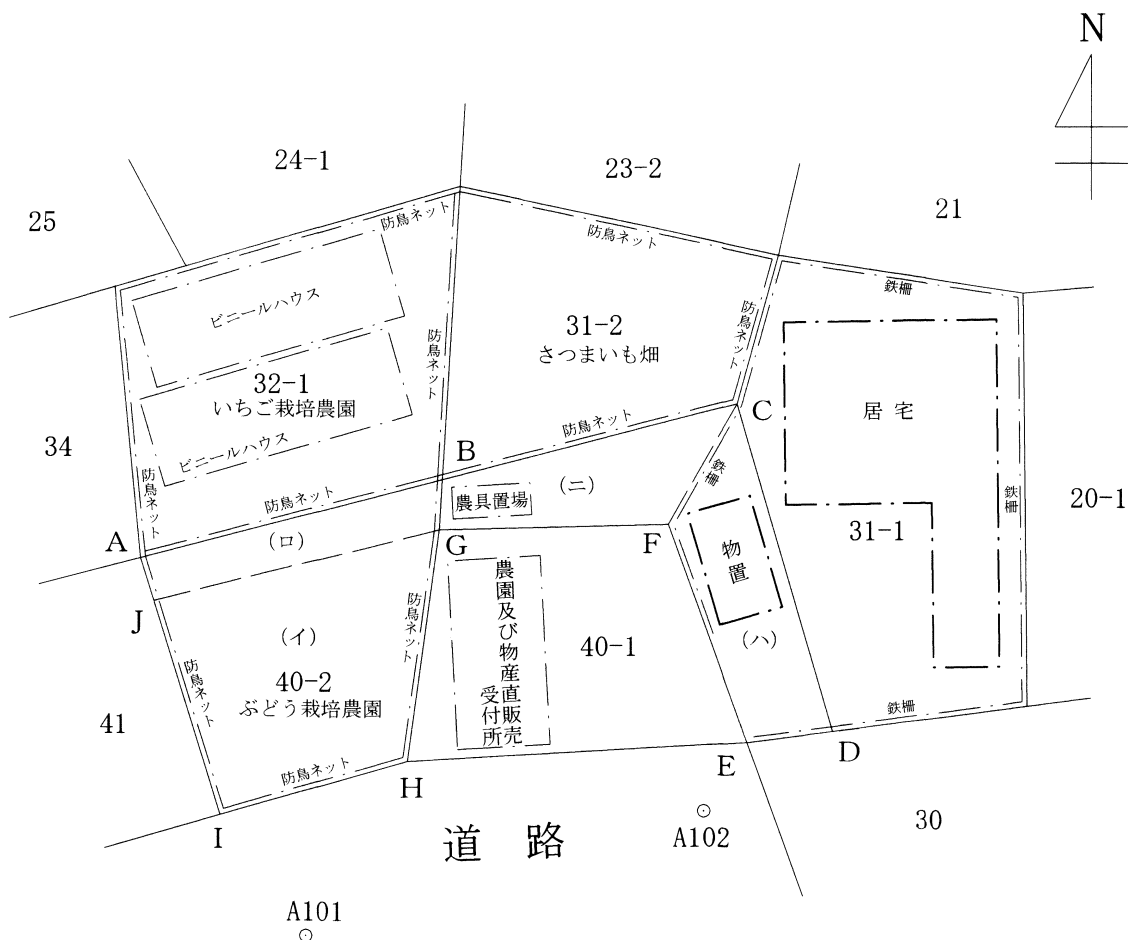 N
24-1
23-2
25
21
防鳥ネット
防鳥ネット
鉄柵
ビニールハウス
防鳥ネット
防鳥ネット
31-2
さつまいも畑
32-1
いちご栽培農園
C
居宅
防鳥ネット
34
ビニールハウス
B
鉄柵
防鳥ネット
防鳥ネット
農具置場
(ニ)
鉄柵
20-1
A
(ロ)
G
F
物置
31-1
J
防鳥ネット
農園及び物産直販売受付所
(イ)
40-1
(ハ)
防鳥ネット
40-2
ぶどう栽培農園
41
鉄柵
防鳥ネット
E
D
H
I
道路
A102
30
A101